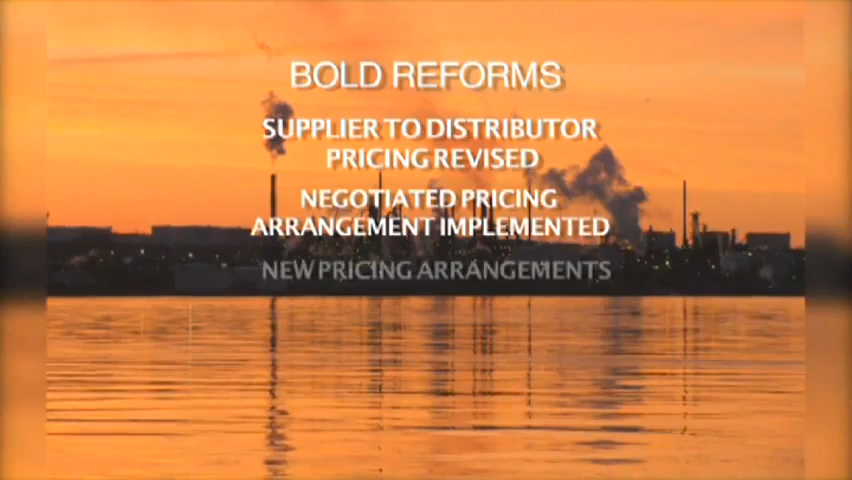 BOLD REFORMS
SUPPLIER TO DISTRIBUTOR
PRICING REVISED
NEGOTIATED PRICING
ARRANGEMENT IMPLEMENTED
NEW PRICING ARRANGEMENTS